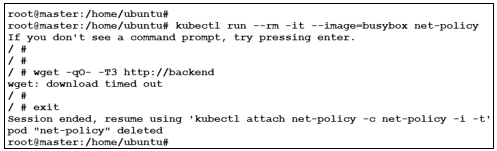 root@master:/home/ubuntu#
root@master:/home/ubuntu# kubectl run --rm -it --image=busybox net-policy
If you don't see a command prompt, try pressing enter.
/ #
/ #
/ # wget -qO- -T3 http://backend
wget: download timed out
/ #
/ # exit
Session ended, resume using 'kubectl attach net-policy -c net-policy -i -t'
pod "net-policy" deleted
root@master:/home/ubuntu#